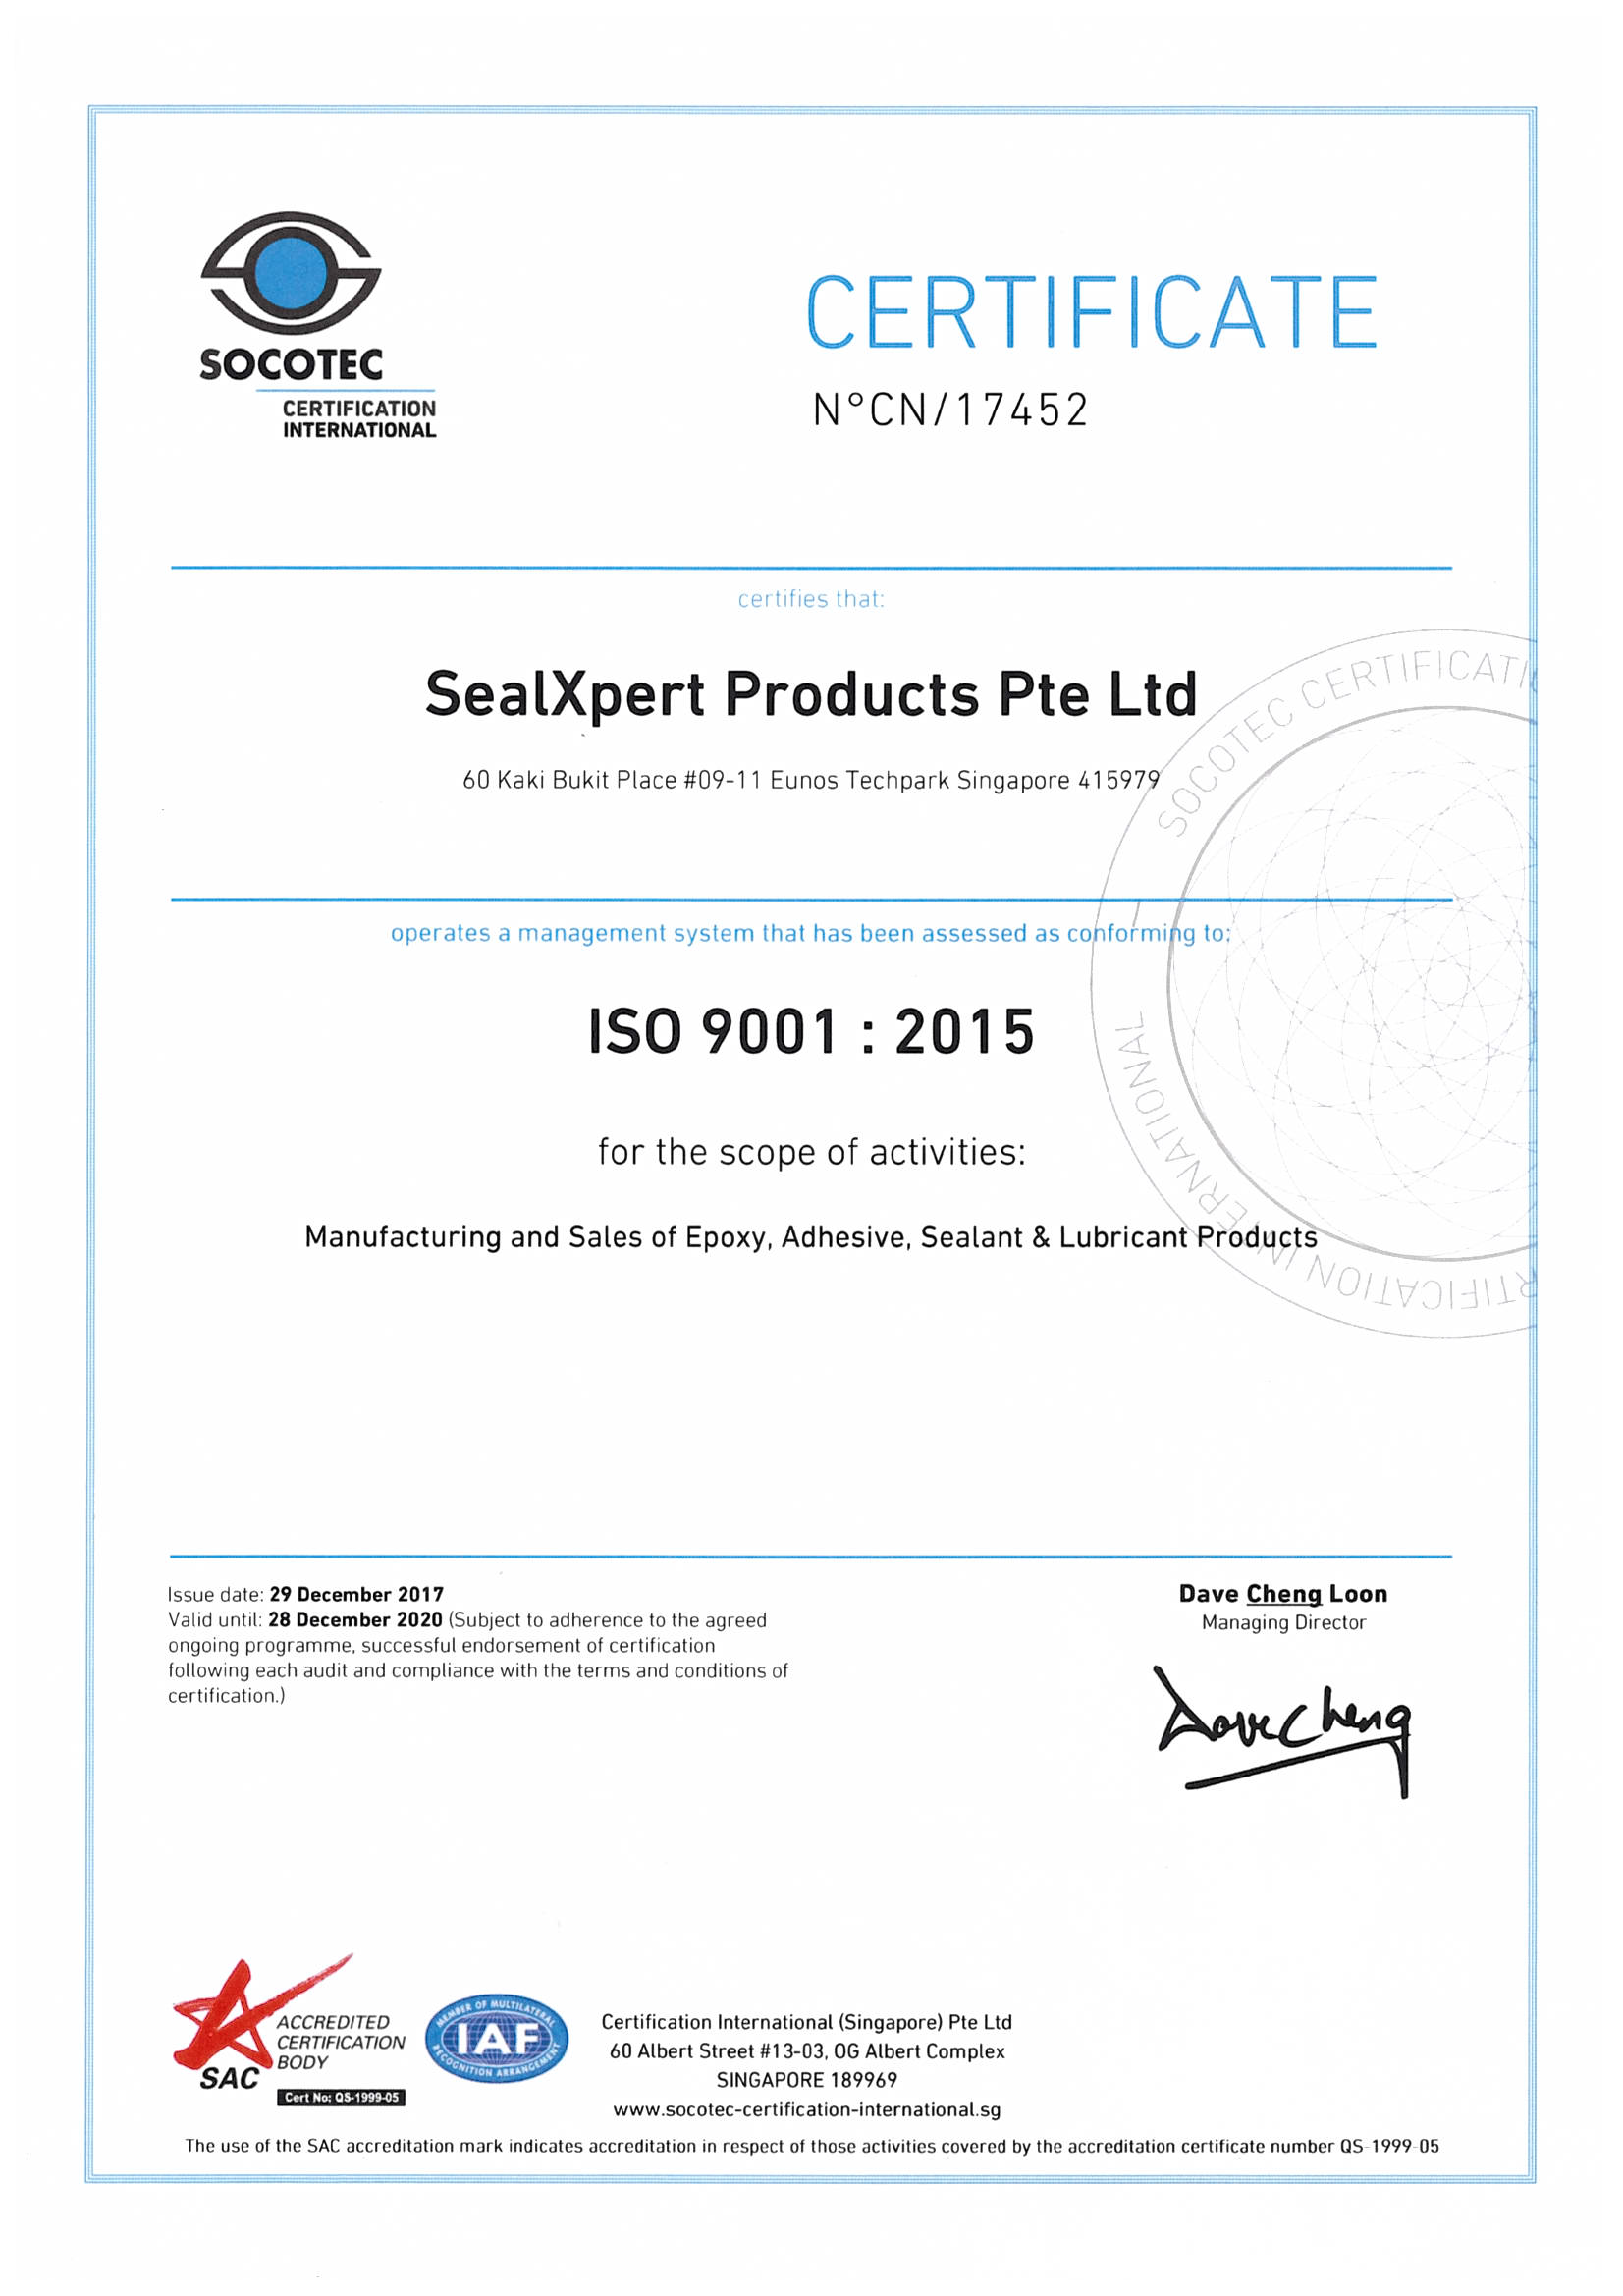 SOCOTEC
CERTIFICATION
INTERNATIONAL
CERTIFICATE
N°CN/17452
certifies that:
SealXpert Products Pte Ltd
60 Kaki Bukit Place #09-11 Eunos Techpark Singapore 415979
SOCOTEC CERTIFICATI
RTIFICATION INTERNATIONAL
operates a management system that has been assessed as conforming to:
ISO 9001 : 2015
for the scope of activities:
Manufacturing and Sales of Epoxy, Adhesive, Sealant & Lubricant Products
Issue date: 29 December 2017
Valid until: 28 December 2020 (Subject to adherence to the agreed
ongoing programme, successful endorsement of certification
following each audit and compliance with the terms and conditions of
certification.)
Dave Cheng Loon
Managing Director
Dave Cheng
SAC
ACCREDITED
CERTIFICATION
BODY
Cert No: QS-1999-05
MEMBER OF MULTILATERAL
IAF
RECOGNITION ARRANGEMENT
Certification International (Singapore) Pte Ltd
60 Albert Street #13-03, OG Albert Complex
SINGAPORE 189969
www.socotec-certification-international.sg
The use of the SAC accreditation mark indicates accreditation in respect of those activities covered by the accreditation certificate number QS-1999-05